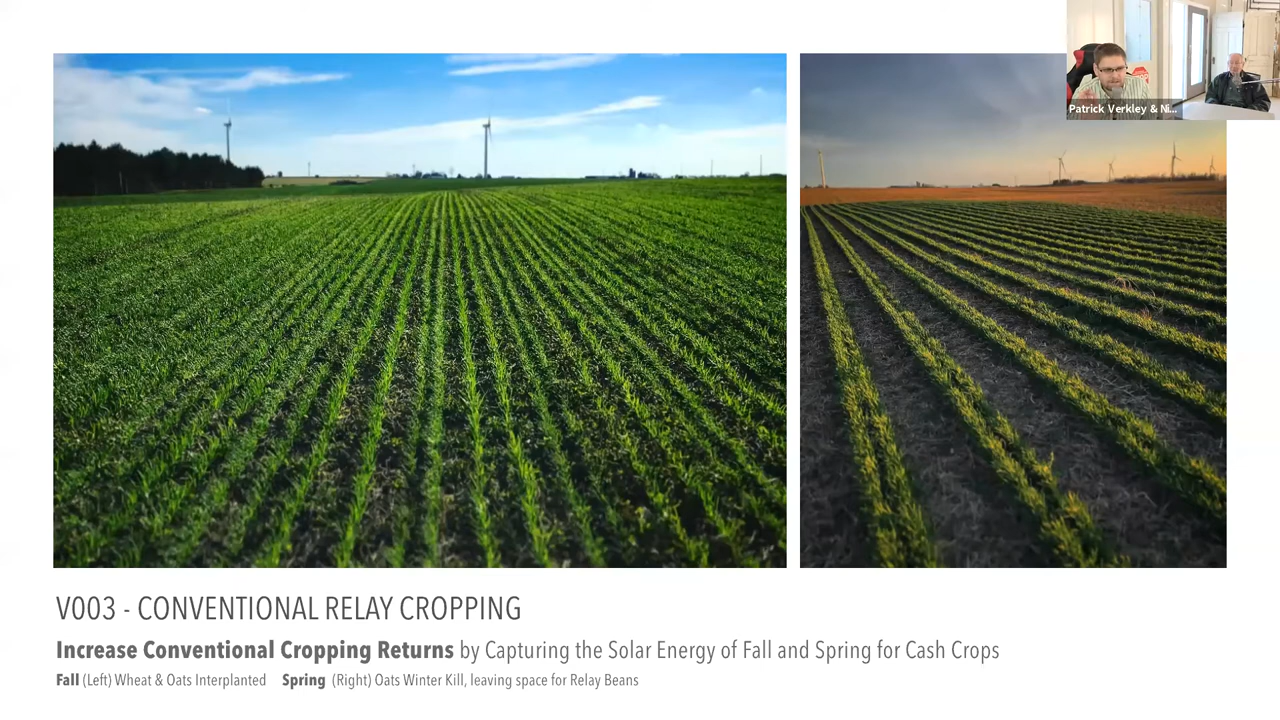 Patrick Verkley & Ni...
V003 - CONVENTIONAL RELAY CROPPING
Increase Conventional Cropping Returns by Capturing the Solar Energy of Fall and Spring for Cash Crops
Fall (Left) Wheat & Oats Interplanted Spring (Right) Oats Winter Kill, leaving space for Relay Beans